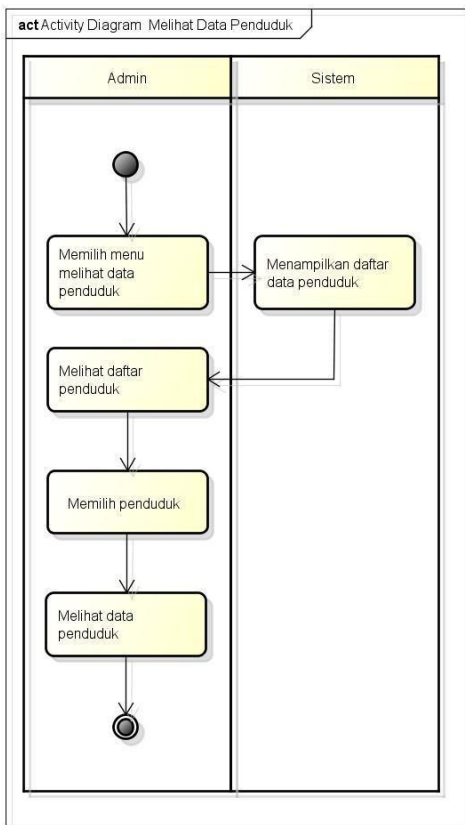 act Activity Diagram Melihat Data Penduduk
Admin
Sistem
Memilih menu
melihat data
penduduk
Menampilkan daftar
data penduduk
Melihat daftar
penduduk
Memilih penduduk
Melihat data
penduduk